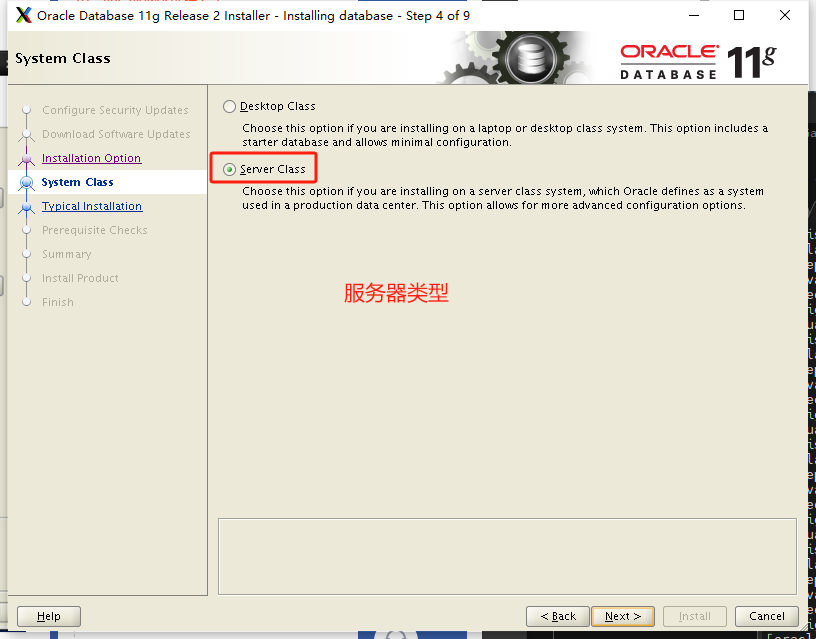 Oracle Database 11g Release 2 Installer - Installing database - Step 4 of 9
System Class
ORACLE
DATABASE
11g
Configure Security Updates
Download Software Updates
Installation Option
System Class
Typical Installation
Prerequisite Checks
Summary
Install Product
Finish
Desktop Class
Choose this option if you are installing on a laptop or desktop class system. This option includes a
starter database and allows minimal configuration.
Server Class
Choose this option if you are installing on a server class system, which Oracle defines as a system
used in a production data center. This option allows for more advanced configuration options.
服务器类型
Help
< Back
Next >
Install
Cancel